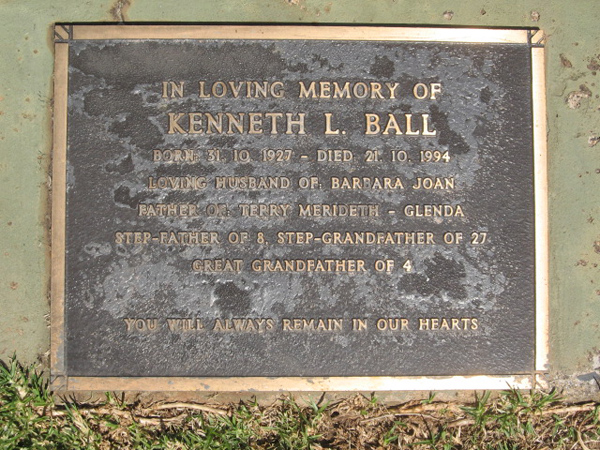 IN LOVING MEMORY OF
KENNETH L. BALL
BORN: 31. 10. 1927 - DIED 21. 10. 1994
LOVING HUSBAND OF: BARBARA JOAN
FATHER OF: TERRY MERIDETH - GLENDA
STEP-FATHER OF 8, STEP-GRANDFATHER OF 27
GREAT GRANDFATHER OF 4
YOU WILL ALWAYS REMAIN IN OUR HEARTS